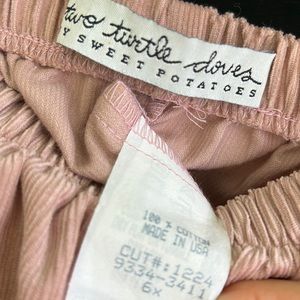 two turtle doves
Y SWEET POTATOES
100% COTTON
MADE IN USA
CUT#: 1224
9334-3411
6X